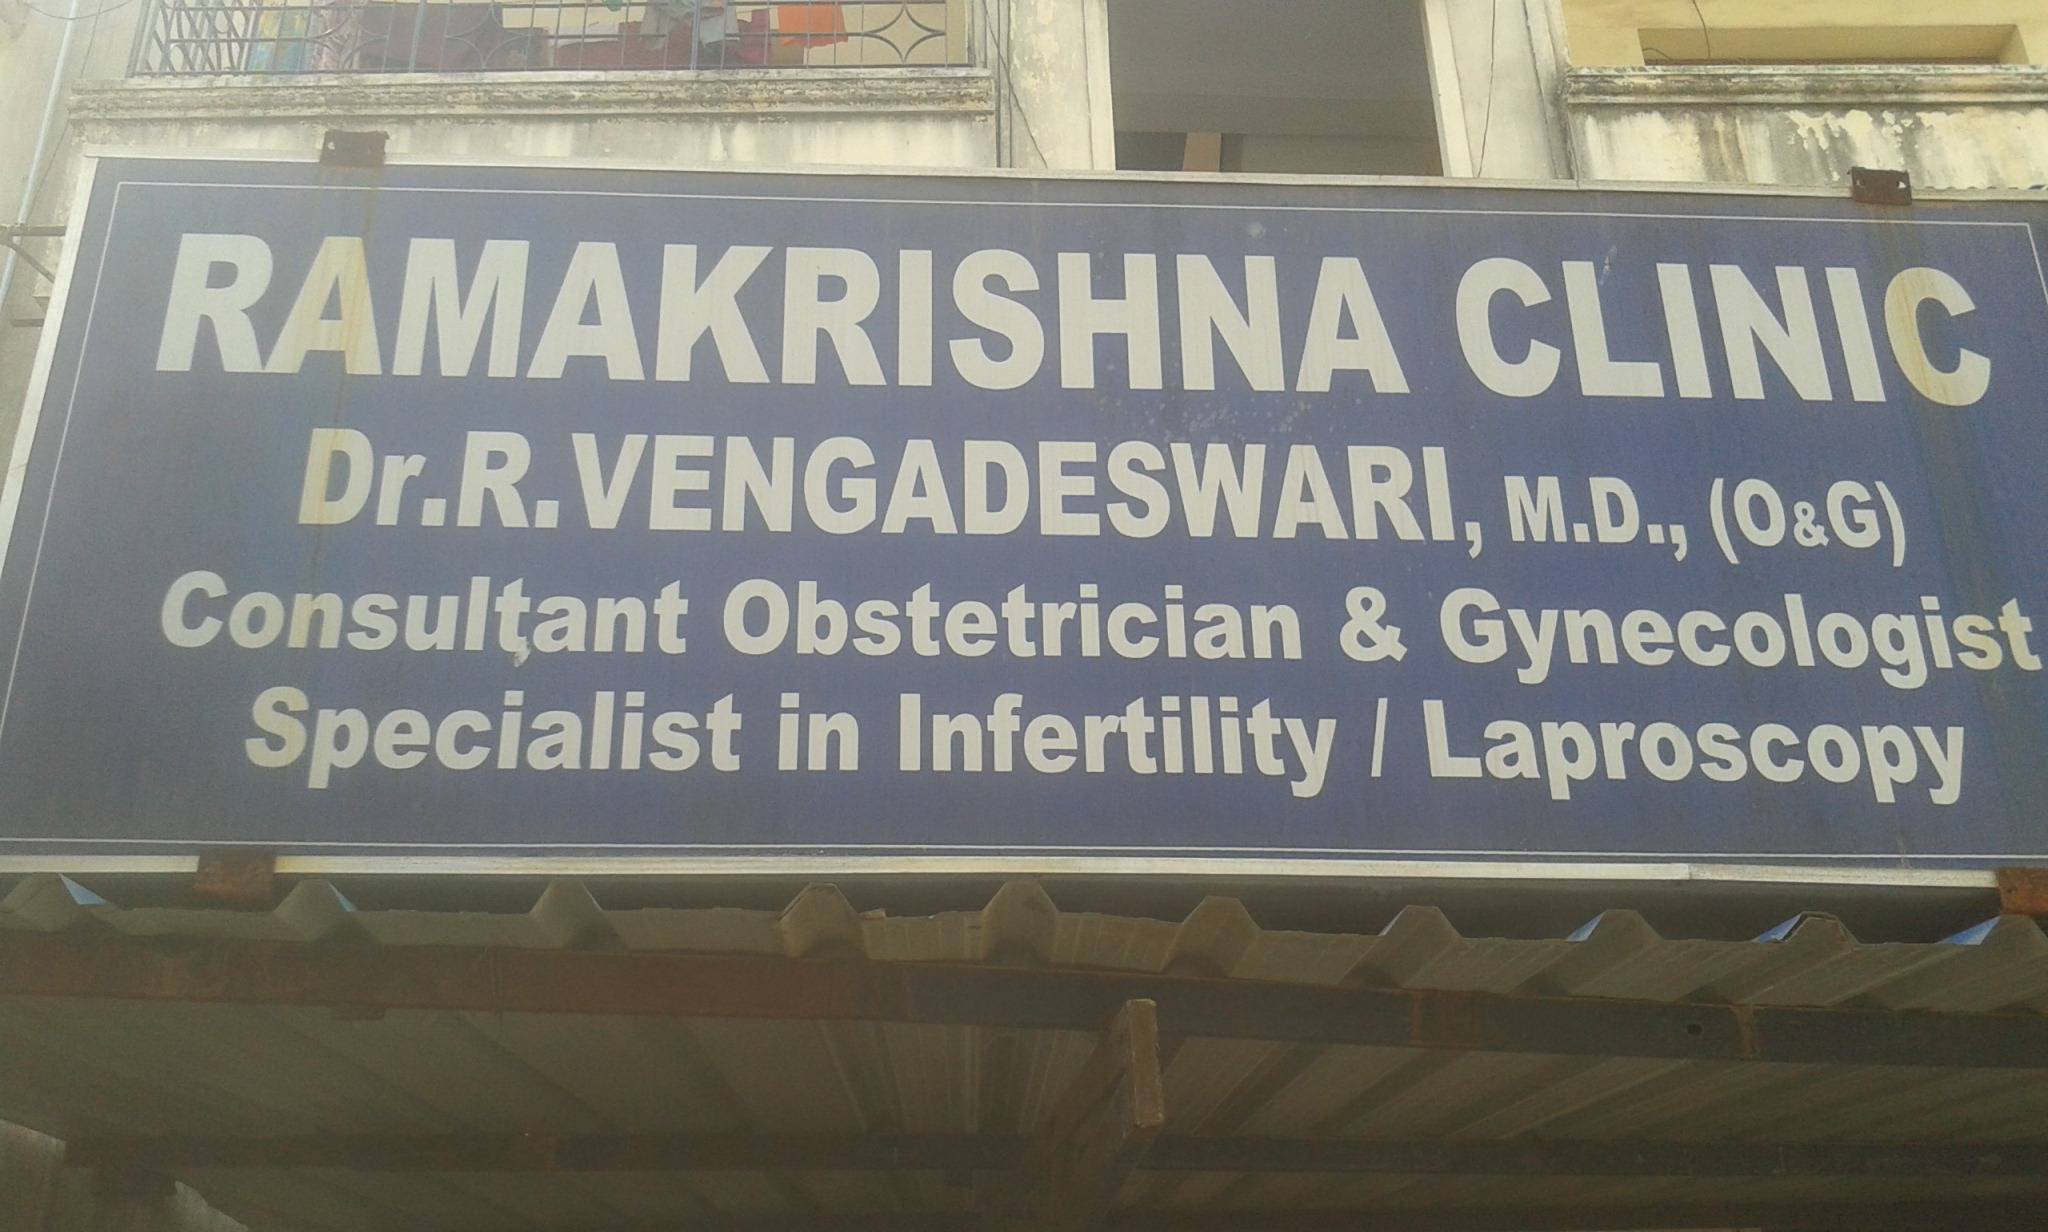 RAMAKRISHNA CLINIC
Dr.R.VENGADESWARI, M.D., (O&G)
Consultant Obstetrician & Gynecologist
Specialist in Infertility / Laproscopy